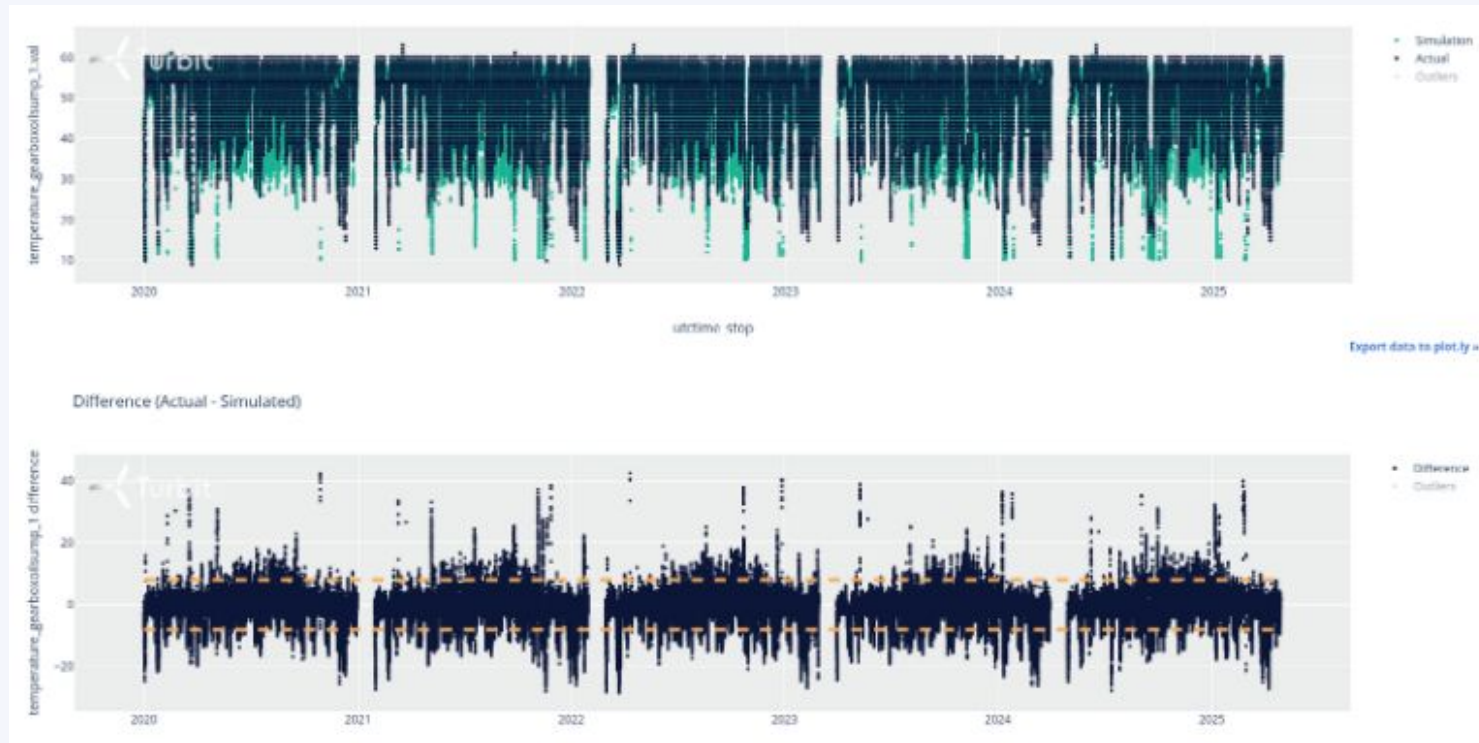 Turbit
temperature_gearboxoilsump_1.val
60
50
40
30
20
10
2020 2021 2022 2023 2024 2025
utctime_stop
Simulation
Actual
Outliers
Export data to plot.ly »
Difference (Actual - Simulated)
Turbit
temperature_gearboxoilsump_1 difference
40
20
0
−20
2020 2021 2022 2023 2024 2025
Difference
Outliers